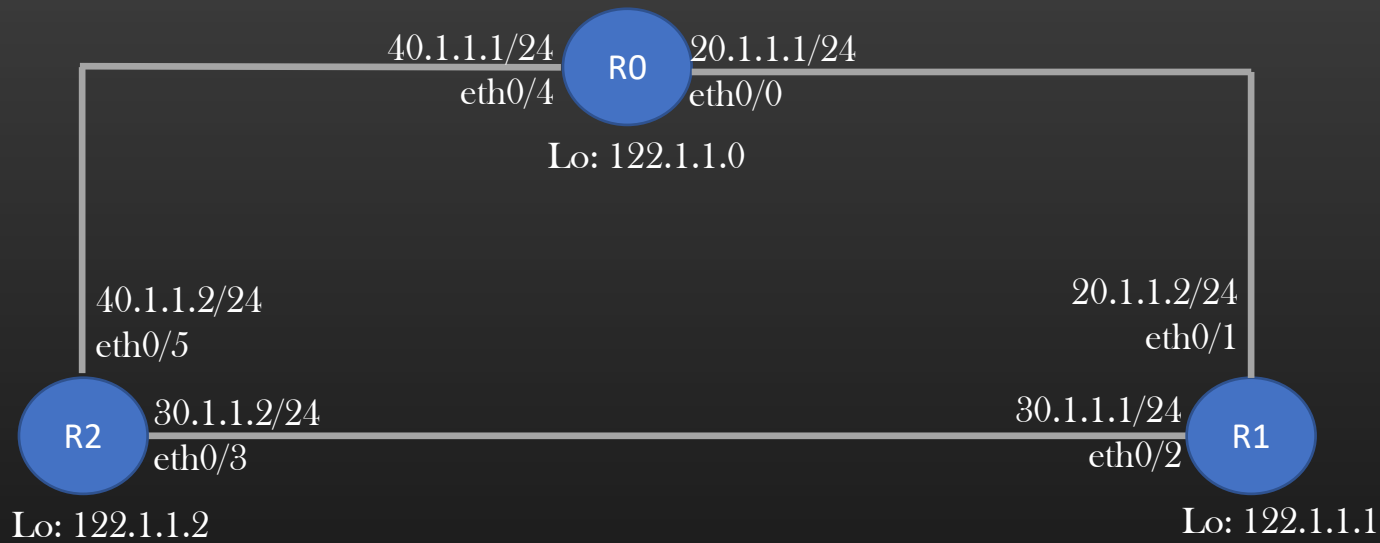 40.1.1.1/24
eth0/4
R0
20.1.1.1/24
eth0/0
Lo: 122.1.1.0
40.1.1.2/24
eth0/5
20.1.1.2/24
eth0/1
R2
30.1.1.2/24
eth0/3
30.1.1.1/24
eth0/2
R1
Lo: 122.1.1.2
Lo: 122.1.1.1